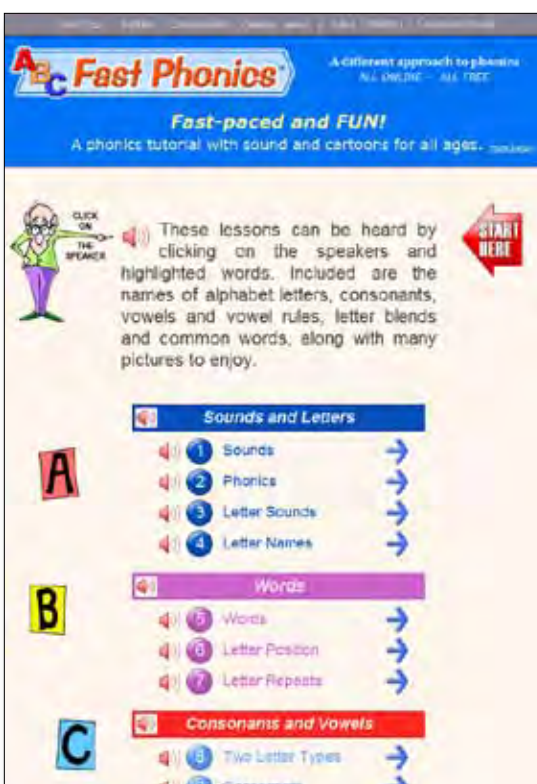 ABC Fast Phonics
A different approach to phonics
ALL ONLINE - ALL FREE
Fast-paced and FUN!
A phonics tutorial with sound and cartoons for all ages.
CLICK
ON
THE
SPEAKER
START
HERE
These lessons can be heard by
clicking on the speakers and
highlighted words. Included are the
names of alphabet letters, consonants,
vowels and vowel rules, letter blends
and common words, along with many
pictures to enjoy.
Sounds and Letters
A
1 Sounds
2 Phonics
3 Letter Sounds
4 Letter Names
Words
B
5 Words
6 Letter Position
7 Letter Repeats
Consonants and Vowels
C
8 Two Letter Types